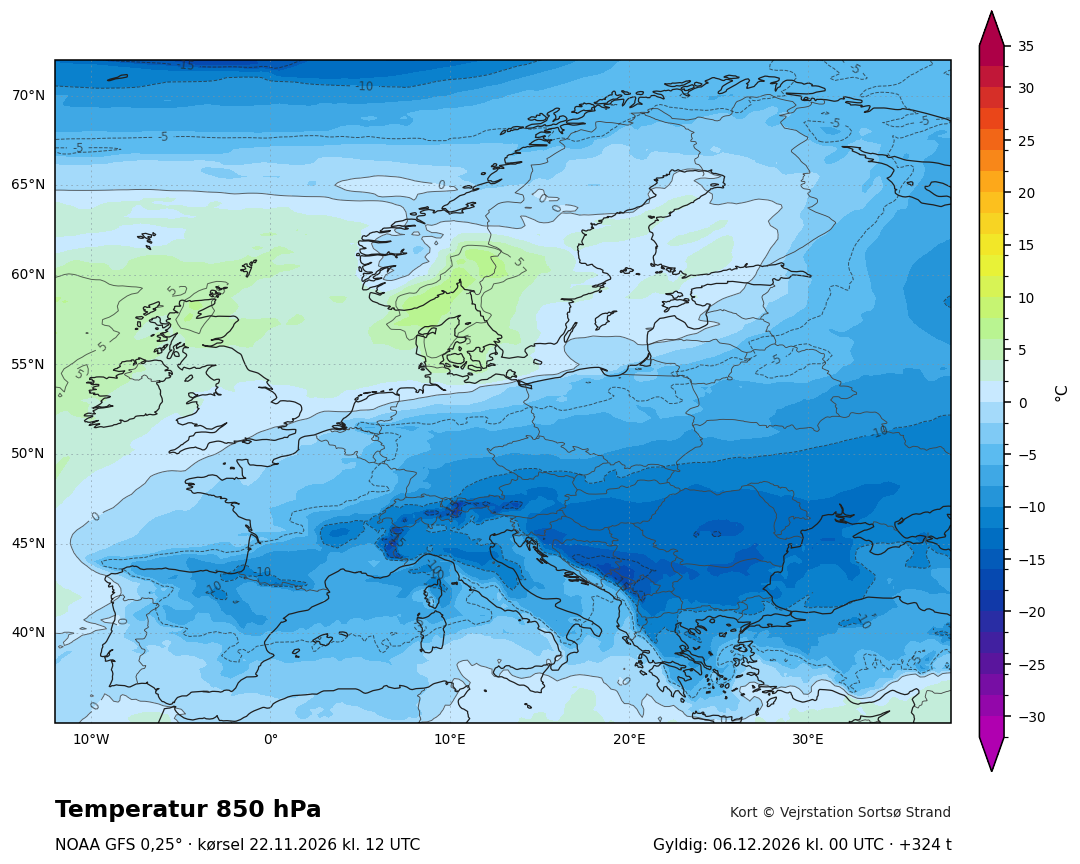 35
30
25
20
15
10
5
0
−5
−10
−15
−20
−25
−30
°C
70°N
65°N
60°N
55°N
50°N
45°N
40°N
10°W
0°
10°E
20°E
30°E
Temperatur 850 hPa
Kort © Vejrstation Sortsø Strand
NOAA GFS 0,25° · kørsel 22.11.2026 kl. 12 UTC
Gyldig: 06.12.2026 kl. 00 UTC · +324 t